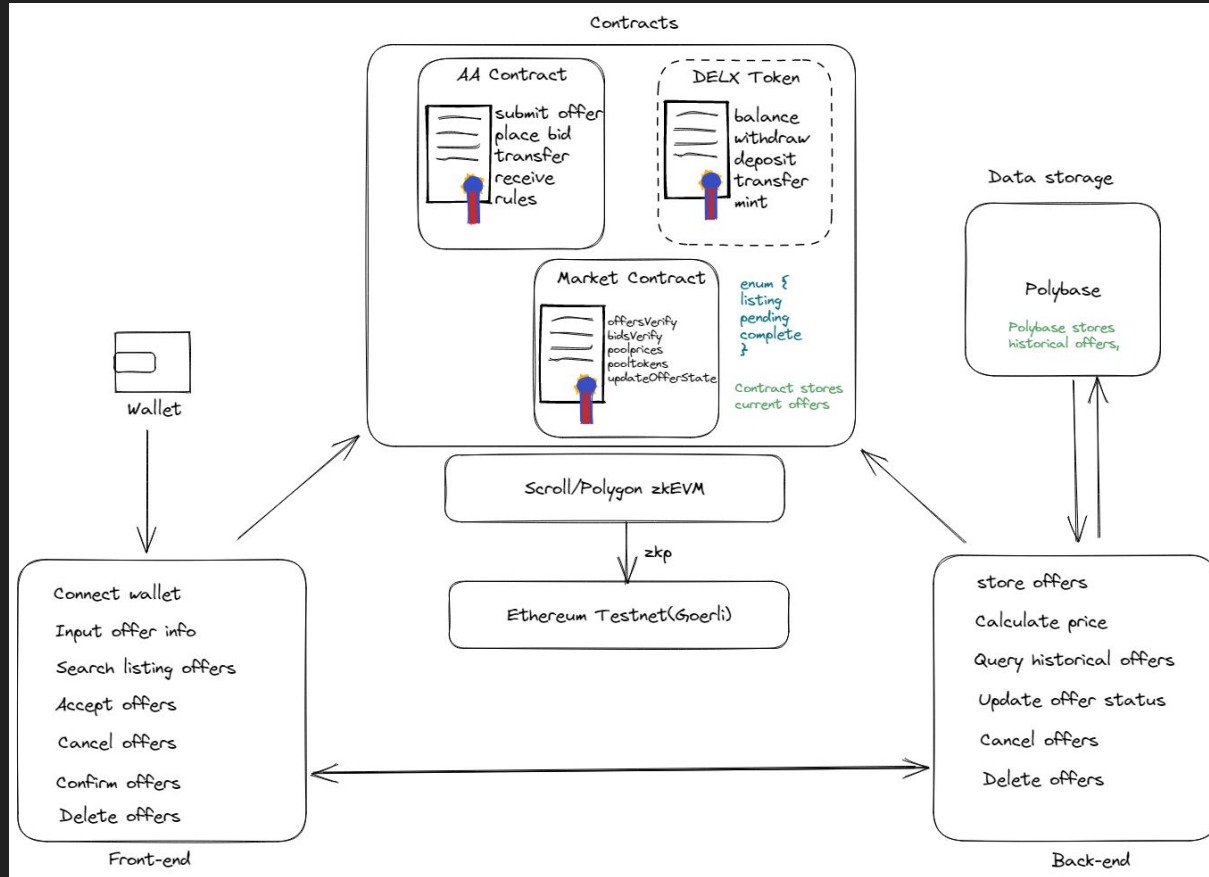 Contracts
AA Contract
submit offer
place bid
transfer
receive
rules
DELX Token
balance
withdraw
deposit
transfer
mint
Market Contract
offersVerify
bidsVerify
poolprices
pooltokens
updateOfferState
enum {
listing
pending
complete
}
Contract stores
current offers
Data storage
Polybase
Polybase stores
historical offers,
Wallet
Scroll/Polygon zkEVM
zkp
Ethereum Testnet(Goerli)
Connect wallet
Input offer info
Search listing offers
Accept offers
Cancel offers
Confirm offers
Delete offers
Front-end
store offers
Calculate price
Query historical offers
Update offer status
Cancel offers
Delete offers
Back-end